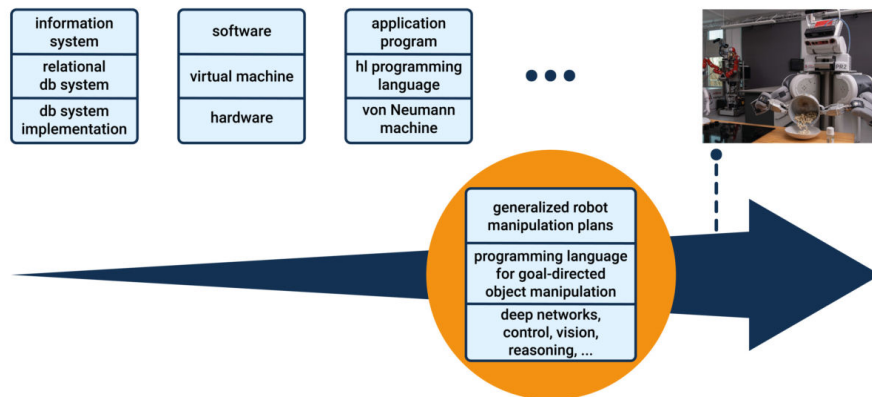 information
system
relational
db system
db system
implementation
software
virtual machine
hardware
application
program
hl programming
language
von Neumann
machine
PR2
generalized robot
manipulation plans
programming language
for goal-directed
object manipulation
deep networks,
control, vision,
reasoning, ...